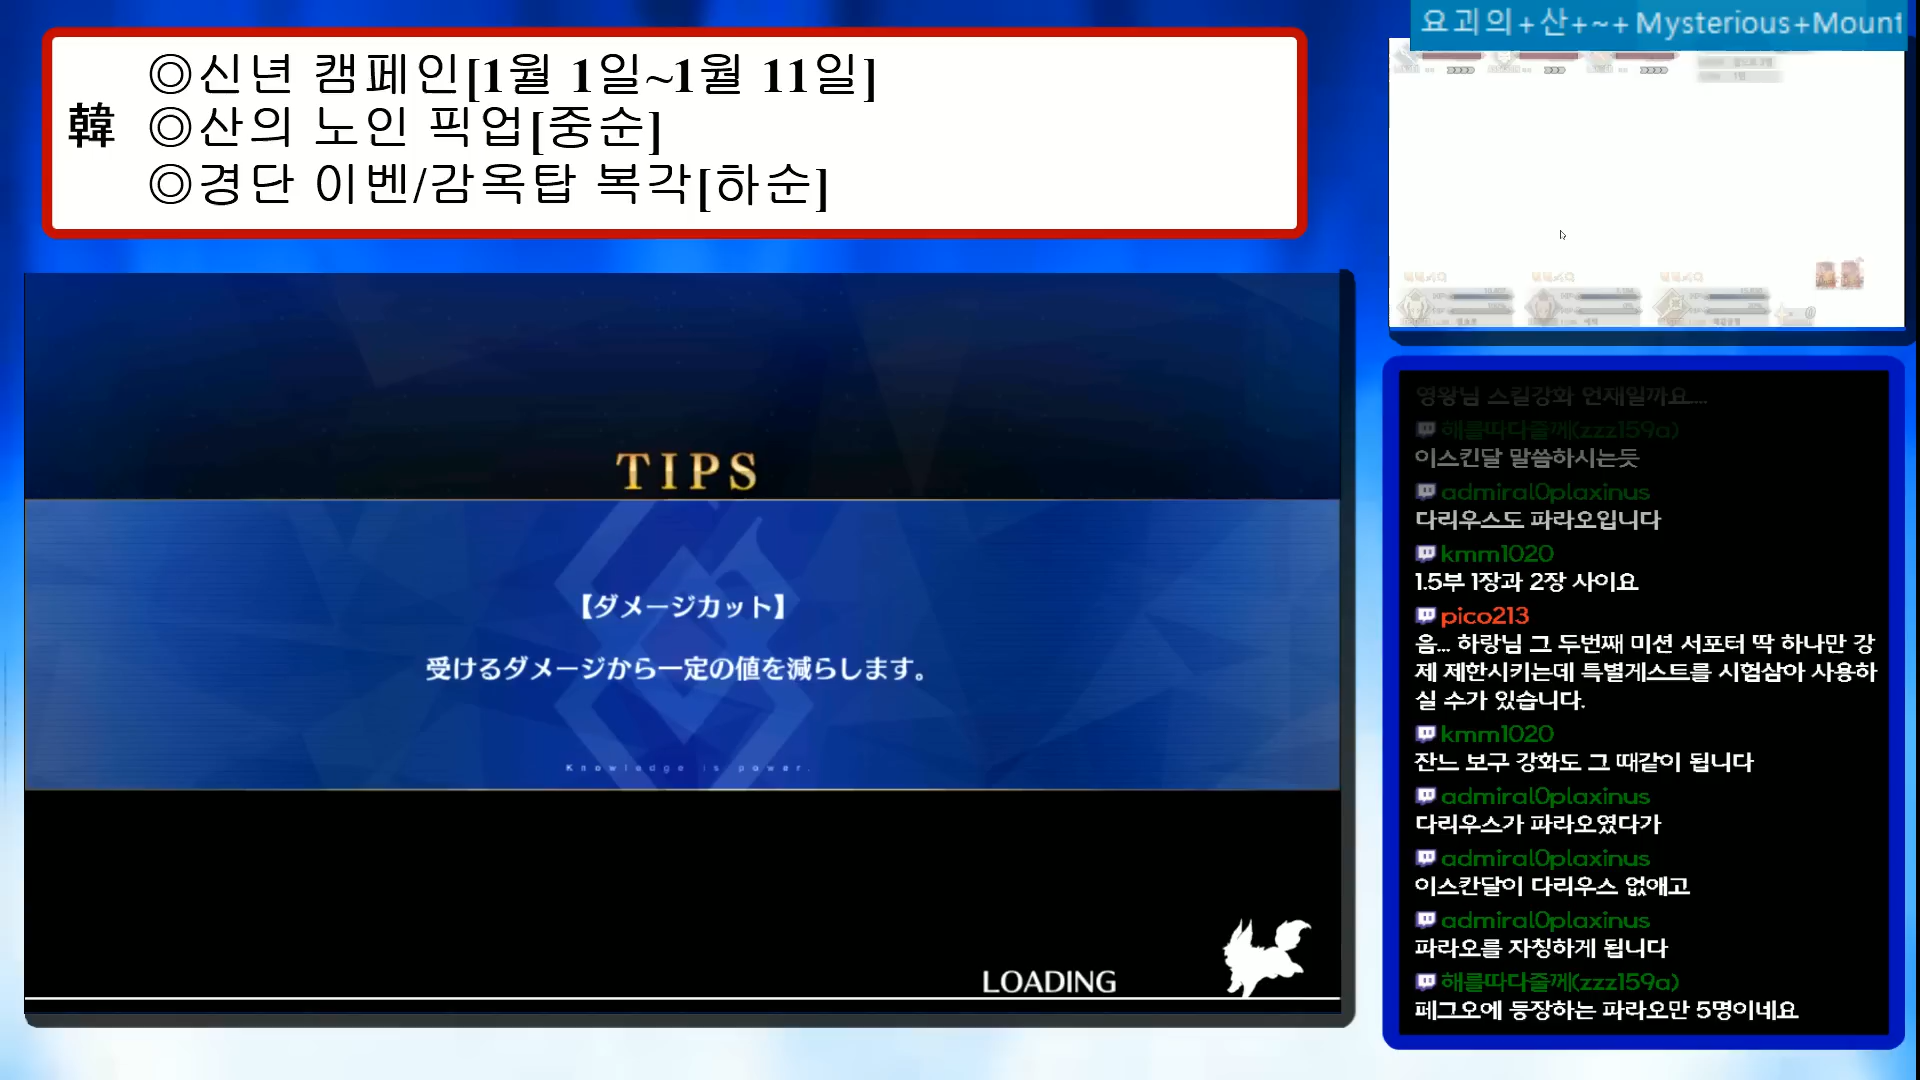 요괴의+산+~+Mysterious+Mount
韓
◎신년 캠페인[1월 1일~1월 11일]
◎산의 노인 픽업[중순]
◎경단 이벤/감옥탑 복각[하순]
TIPS
【ダメージカット】
受けるダメージから一定の値を減らします。
Knowledge is power.
LOADING
영왕님 스킬강화 언재일까요....
해를따다줄께(zzz159a)
이스킨달 말씀하시는듯
admiral0plaxinus
다리우스도 파라오입니다
kmm1020
1.5부 1장과 2장 사이요
pico213
음... 하랑님 그 두번째 미션 서포터 딱 하나만 강
제 제한시키는데 특별게스트를 시험삼아 사용하
실 수가 있습니다.
kmm1020
잔느 보구 강화도 그 때같이 됩니다
admiral0plaxinus
다리우스가 파라오였다가
admiral0plaxinus
이스칸달이 다리우스 없애고
admiral0plaxinus
파라오를 자칭하게 됩니다
해를따다줄께(zzz159a)
페그오에 등장하는 파라오만 5명이네요